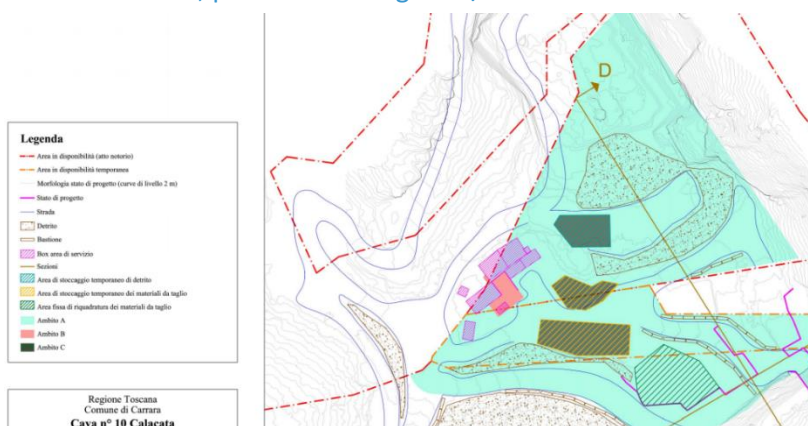 Legenda
Area in disponibilità (atto notorio)
Area in disponibilità temporanea
Morfologia stato di progetto (curve di livello 2 m)
Stato di progetto
Strada
Detrito
Bastione
Box area di servizio
Sezioni
Area di stoccaggio temporaneo di detrito
Area di stoccaggio temporaneo dei materiali da taglio
Area fissa di riquadratura dei materiali da taglio
Ambito A
Ambito B
Ambito C
Regione Toscana
Comune di Carrara
Cava n° 10 Calacata
D